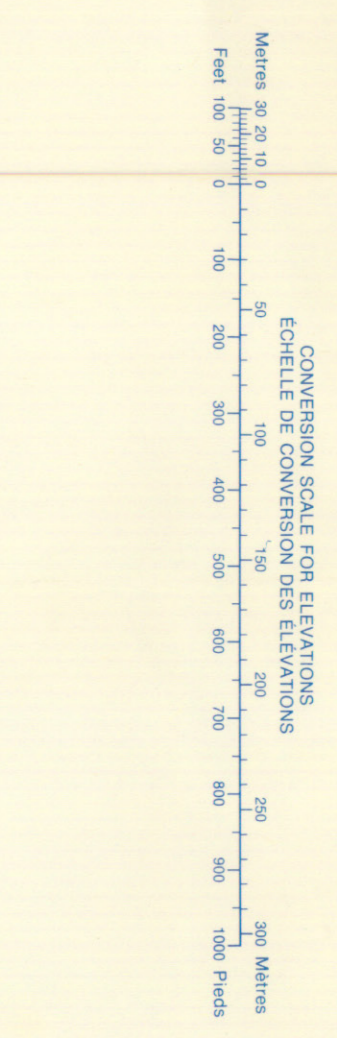 CONVERSION SCALE FOR ELEVATIONS
ÉCHELLE DE CONVERSION DES ÉLÉVATIONS
Metres 30 20 10 0 50 100 150 200 250 300 Mètres
Feet 100 50 0 100 200 300 400 500 600 700 800 900 1000 Pieds